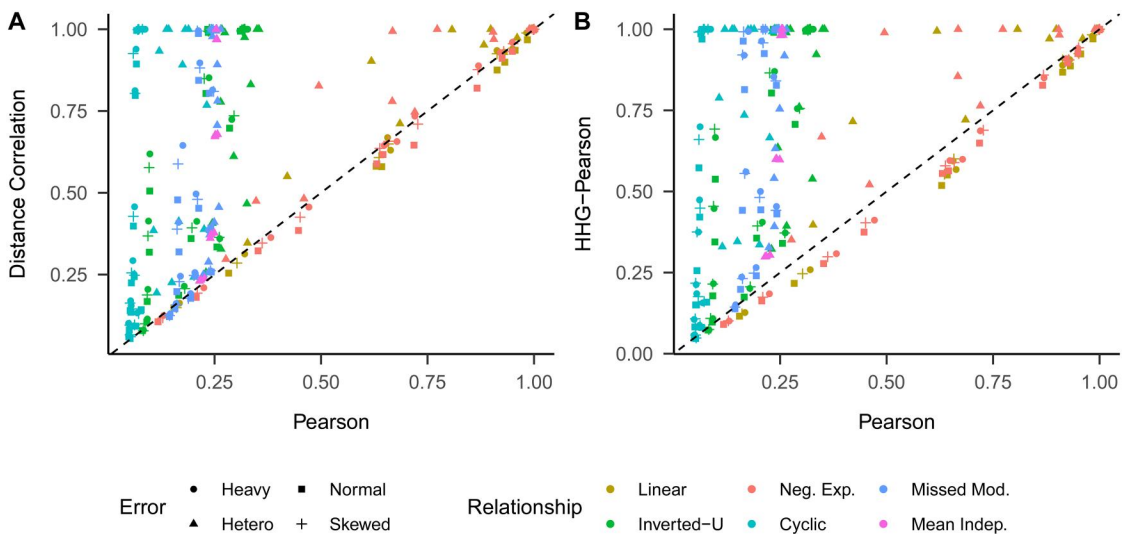 A
B
1.00
0.75
0.50
0.25
Distance Correlation
0.25 0.50 0.75 1.00
Pearson
1.00
0.75
0.50
0.25
0.00
HHG−Pearson
0.25 0.50 0.75 1.00
Pearson
Error
Heavy
Normal
Hetero
Skewed
Relationship
Linear
Neg. Exp.
Missed Mod.
Inverted−U
Cyclic
Mean Indep.